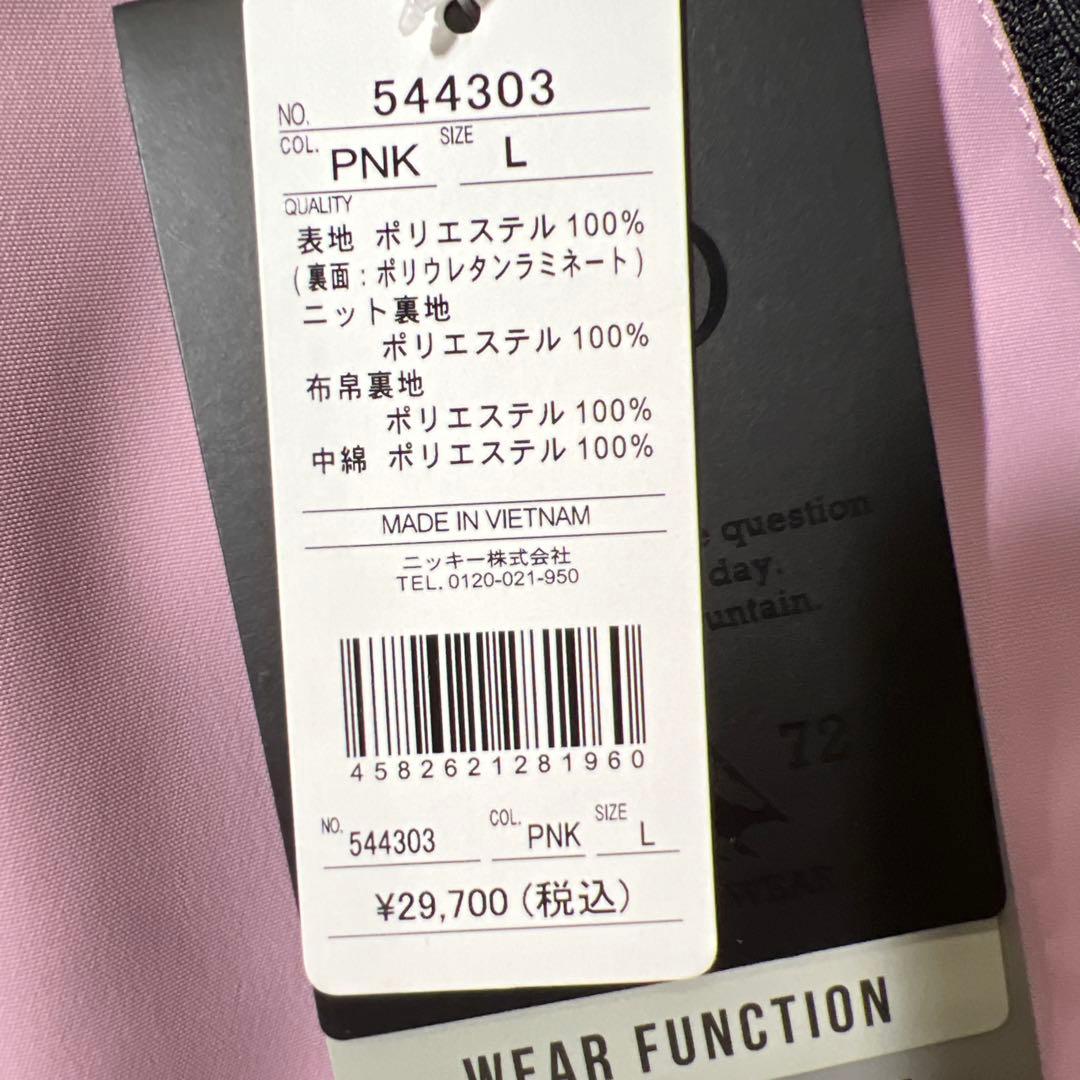 NO. 544303
COL. PNK SIZE L
QUALITY
表地 ポリエステル 100%
(裏面:ポリウレタンラミネート)
ニット裏地
ポリエステル 100%
布帛裏地
ポリエステル 100%
中綿 ポリエステル 100%
MADE IN VIETNAM
ニッキー株式会社
TEL. 0120-021-950
4582621281960
NO. 544303 COL. PNK SIZE L
¥29,700 (税込)
question
day.
72
WEAR
WEAR FUNCTION